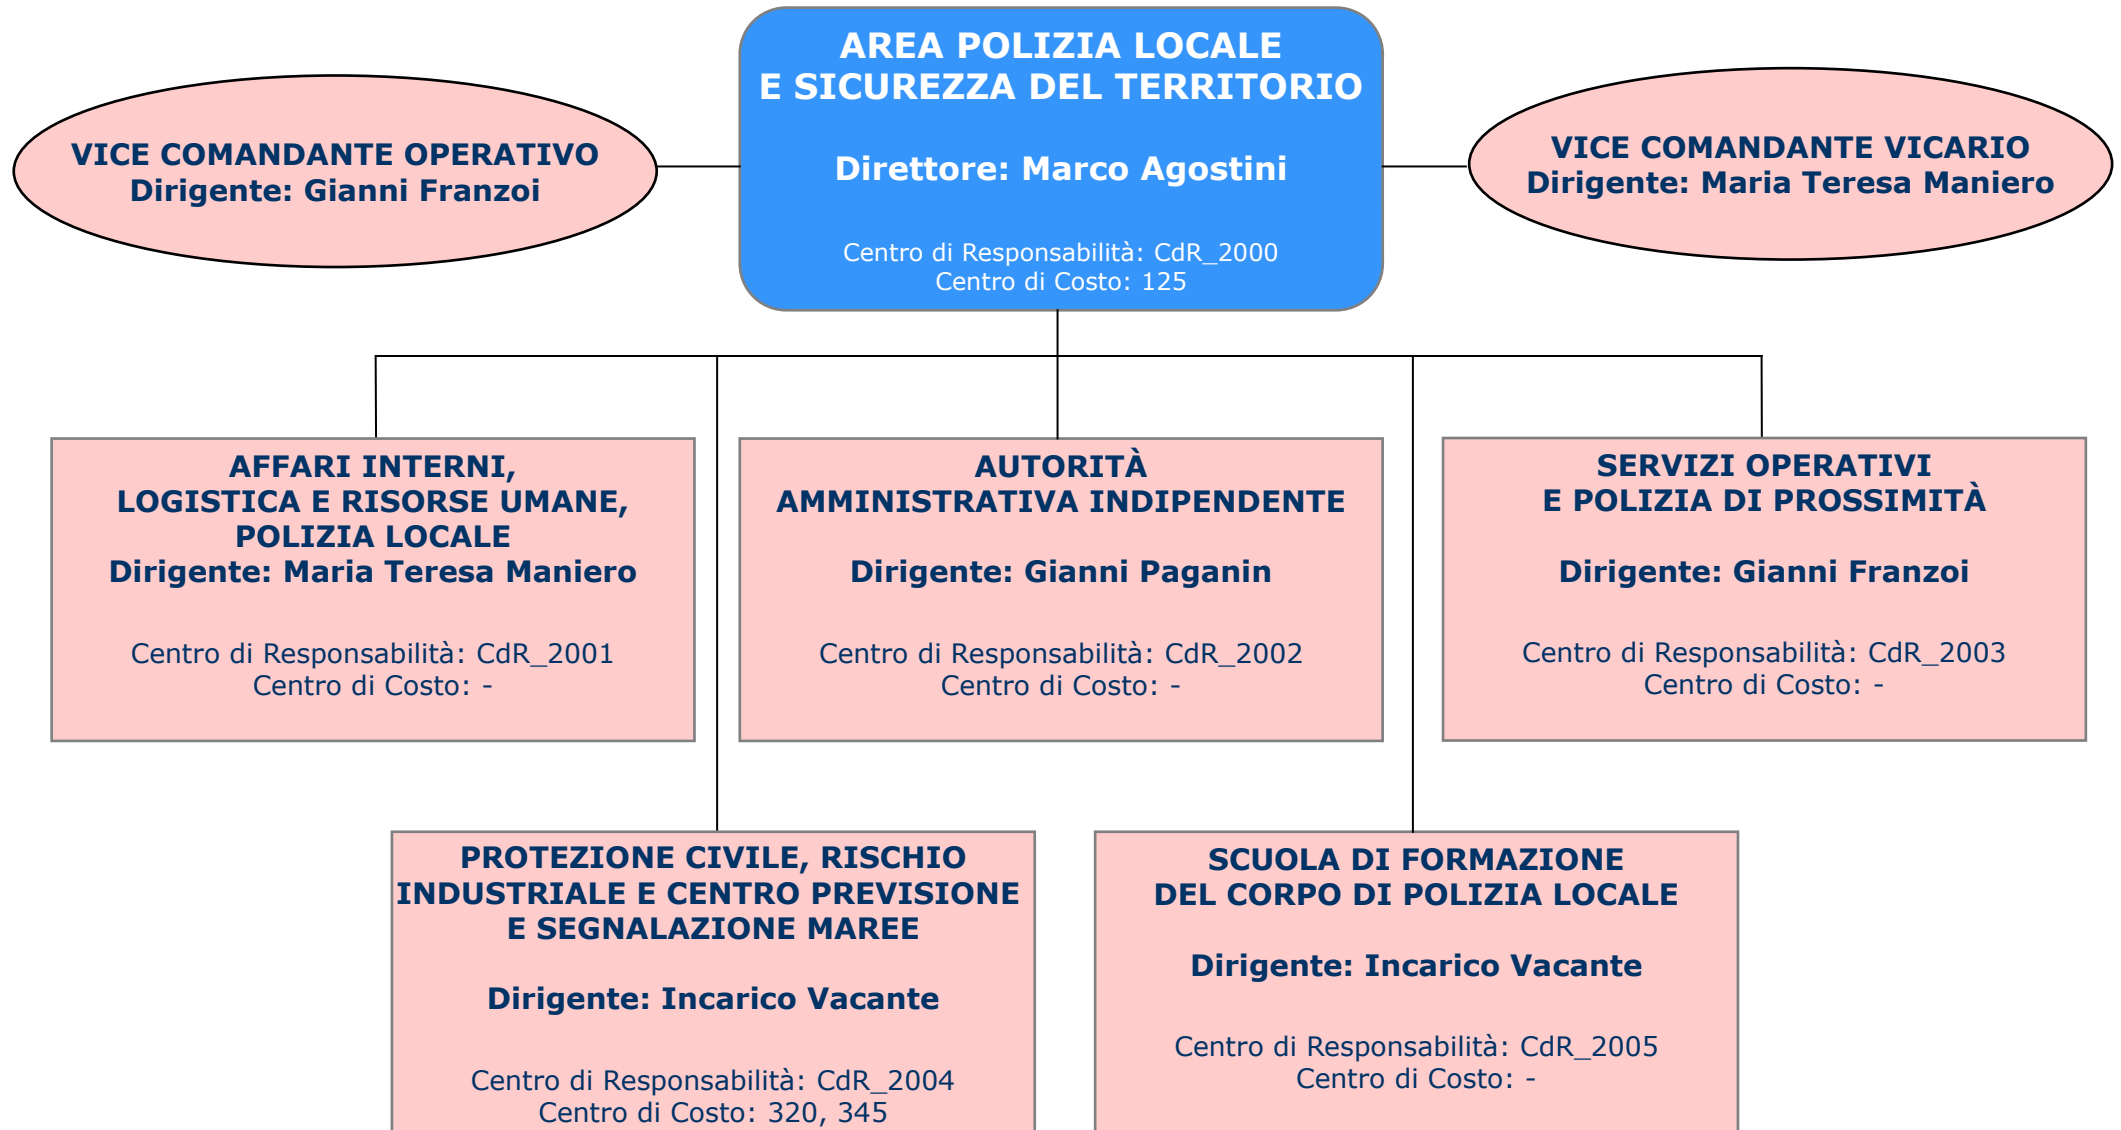 AREA POLIZIA LOCALE
E SICUREZZA DEL TERRITORIO
Direttore: Marco Agostini
Centro di Responsabilità: CdR_2000
Centro di Costo: 125
VICE COMANDANTE OPERATIVO
Dirigente: Gianni Franzoi
VICE COMANDANTE VICARIO
Dirigente: Maria Teresa Maniero
AFFARI INTERNI,
LOGISTICA E RISORSE UMANE,
POLIZIA LOCALE
Dirigente: Maria Teresa Maniero
Centro di Responsabilità: CdR_2001
Centro di Costo: -
AUTORITÀ
AMMINISTRATIVA INDIPENDENTE
Dirigente: Gianni Paganin
Centro di Responsabilità: CdR_2002
Centro di Costo: -
SERVIZI OPERATIVI
E POLIZIA DI PROSSIMITÀ
Dirigente: Gianni Franzoi
Centro di Responsabilità: CdR_2003
Centro di Costo: -
PROTEZIONE CIVILE, RISCHIO
INDUSTRIALE E CENTRO PREVISIONE
E SEGNALAZIONE MAREE
Dirigente: Incarico Vacante
Centro di Responsabilità: CdR_2004
Centro di Costo: 320, 345
SCUOLA DI FORMAZIONE
DEL CORPO DI POLIZIA LOCALE
Dirigente: Incarico Vacante
Centro di Responsabilità: CdR_2005
Centro di Costo: -